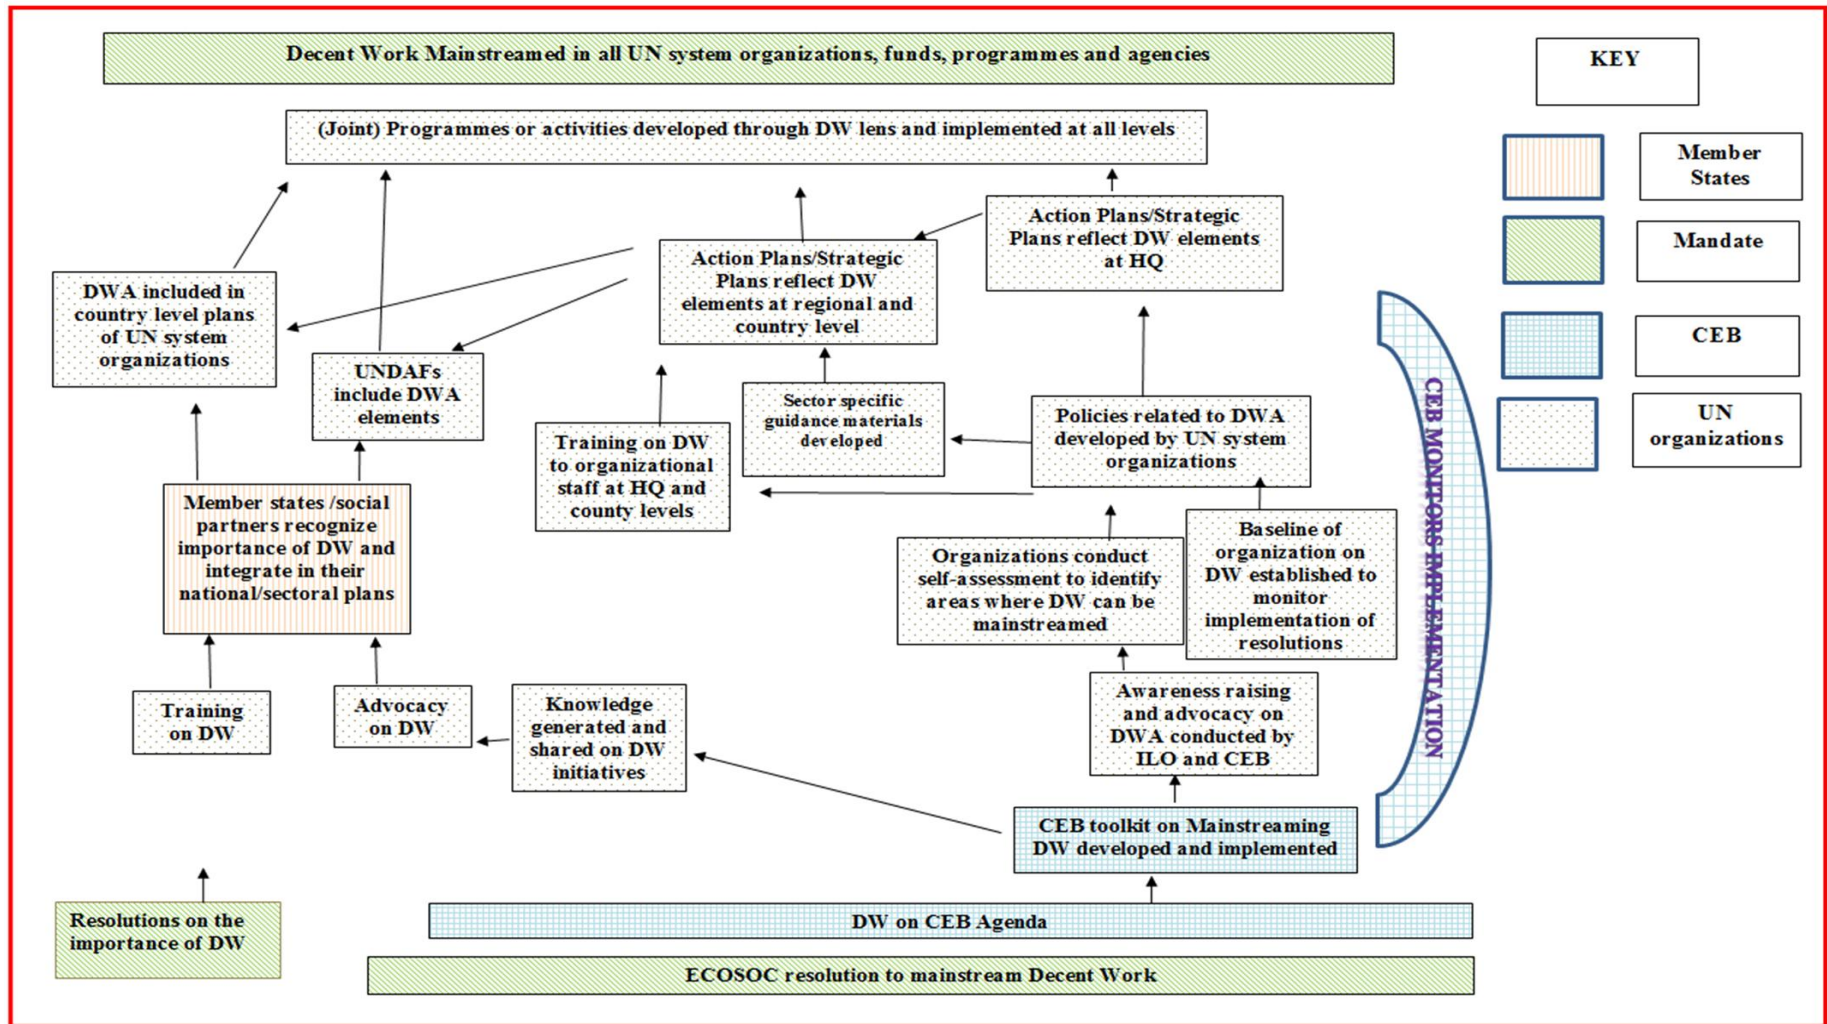 Decent Work Mainstreamed in all UN system organizations, funds, programmes and agencies
(Joint) Programmes or activities developed through DW lens and implemented at all levels
Action Plans/Strategic
Plans reflect DW elements
at HQ
Action Plans/Strategic
Plans reflect DW
elements at regional and
country level
DWA included in
country level plans
of UN system
organizations
UNDAFs
include DWA
elements
Sector specific
guidance materials
developed
Policies related to DWA
developed by UN system
organizations
Training on DW
to organizational
staff at HQ and
county levels
Member states /social
partners recognize
importance of DW and
integrate in their
national/sectoral plans
Organizations conduct
self-assessment to identify
areas where DW can be
mainstreamed
Baseline of
organization on
DW established to
monitor
implementation of
resolutions
Training
on DW
Advocacy
on DW
Knowledge
generated and
shared on DW
initiatives
Awareness raising
and advocacy on
DWA conducted by
ILO and CEB
CEB toolkit on Mainstreaming
DW developed and implemented
Resolutions on the
importance of DW
DW on CEB Agenda
ECOSOC resolution to mainstream Decent Work
CEB MONITORS IMPLEMENTATION
KEY
Member
States
Mandate
CEB
UN
organizations